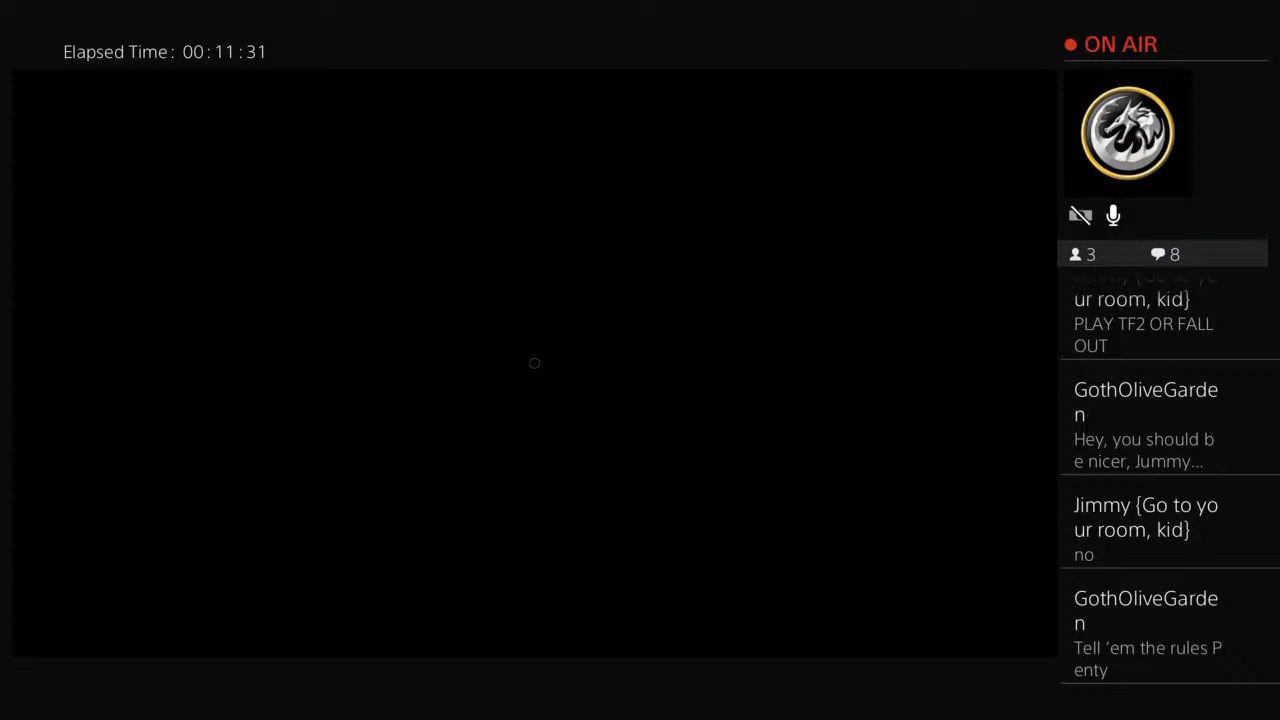 Elapsed Time: 00:11:31
ON AIR
3
8
ur room, kid}
PLAY TF2 OR FALL
OUT
GothOliveGarde
n
Hey, you should b
e nicer, Jummy...
Jimmy {Go to yo
ur room, kid}
no
GothOliveGarde
n
Tell ‘em the rules P
enty